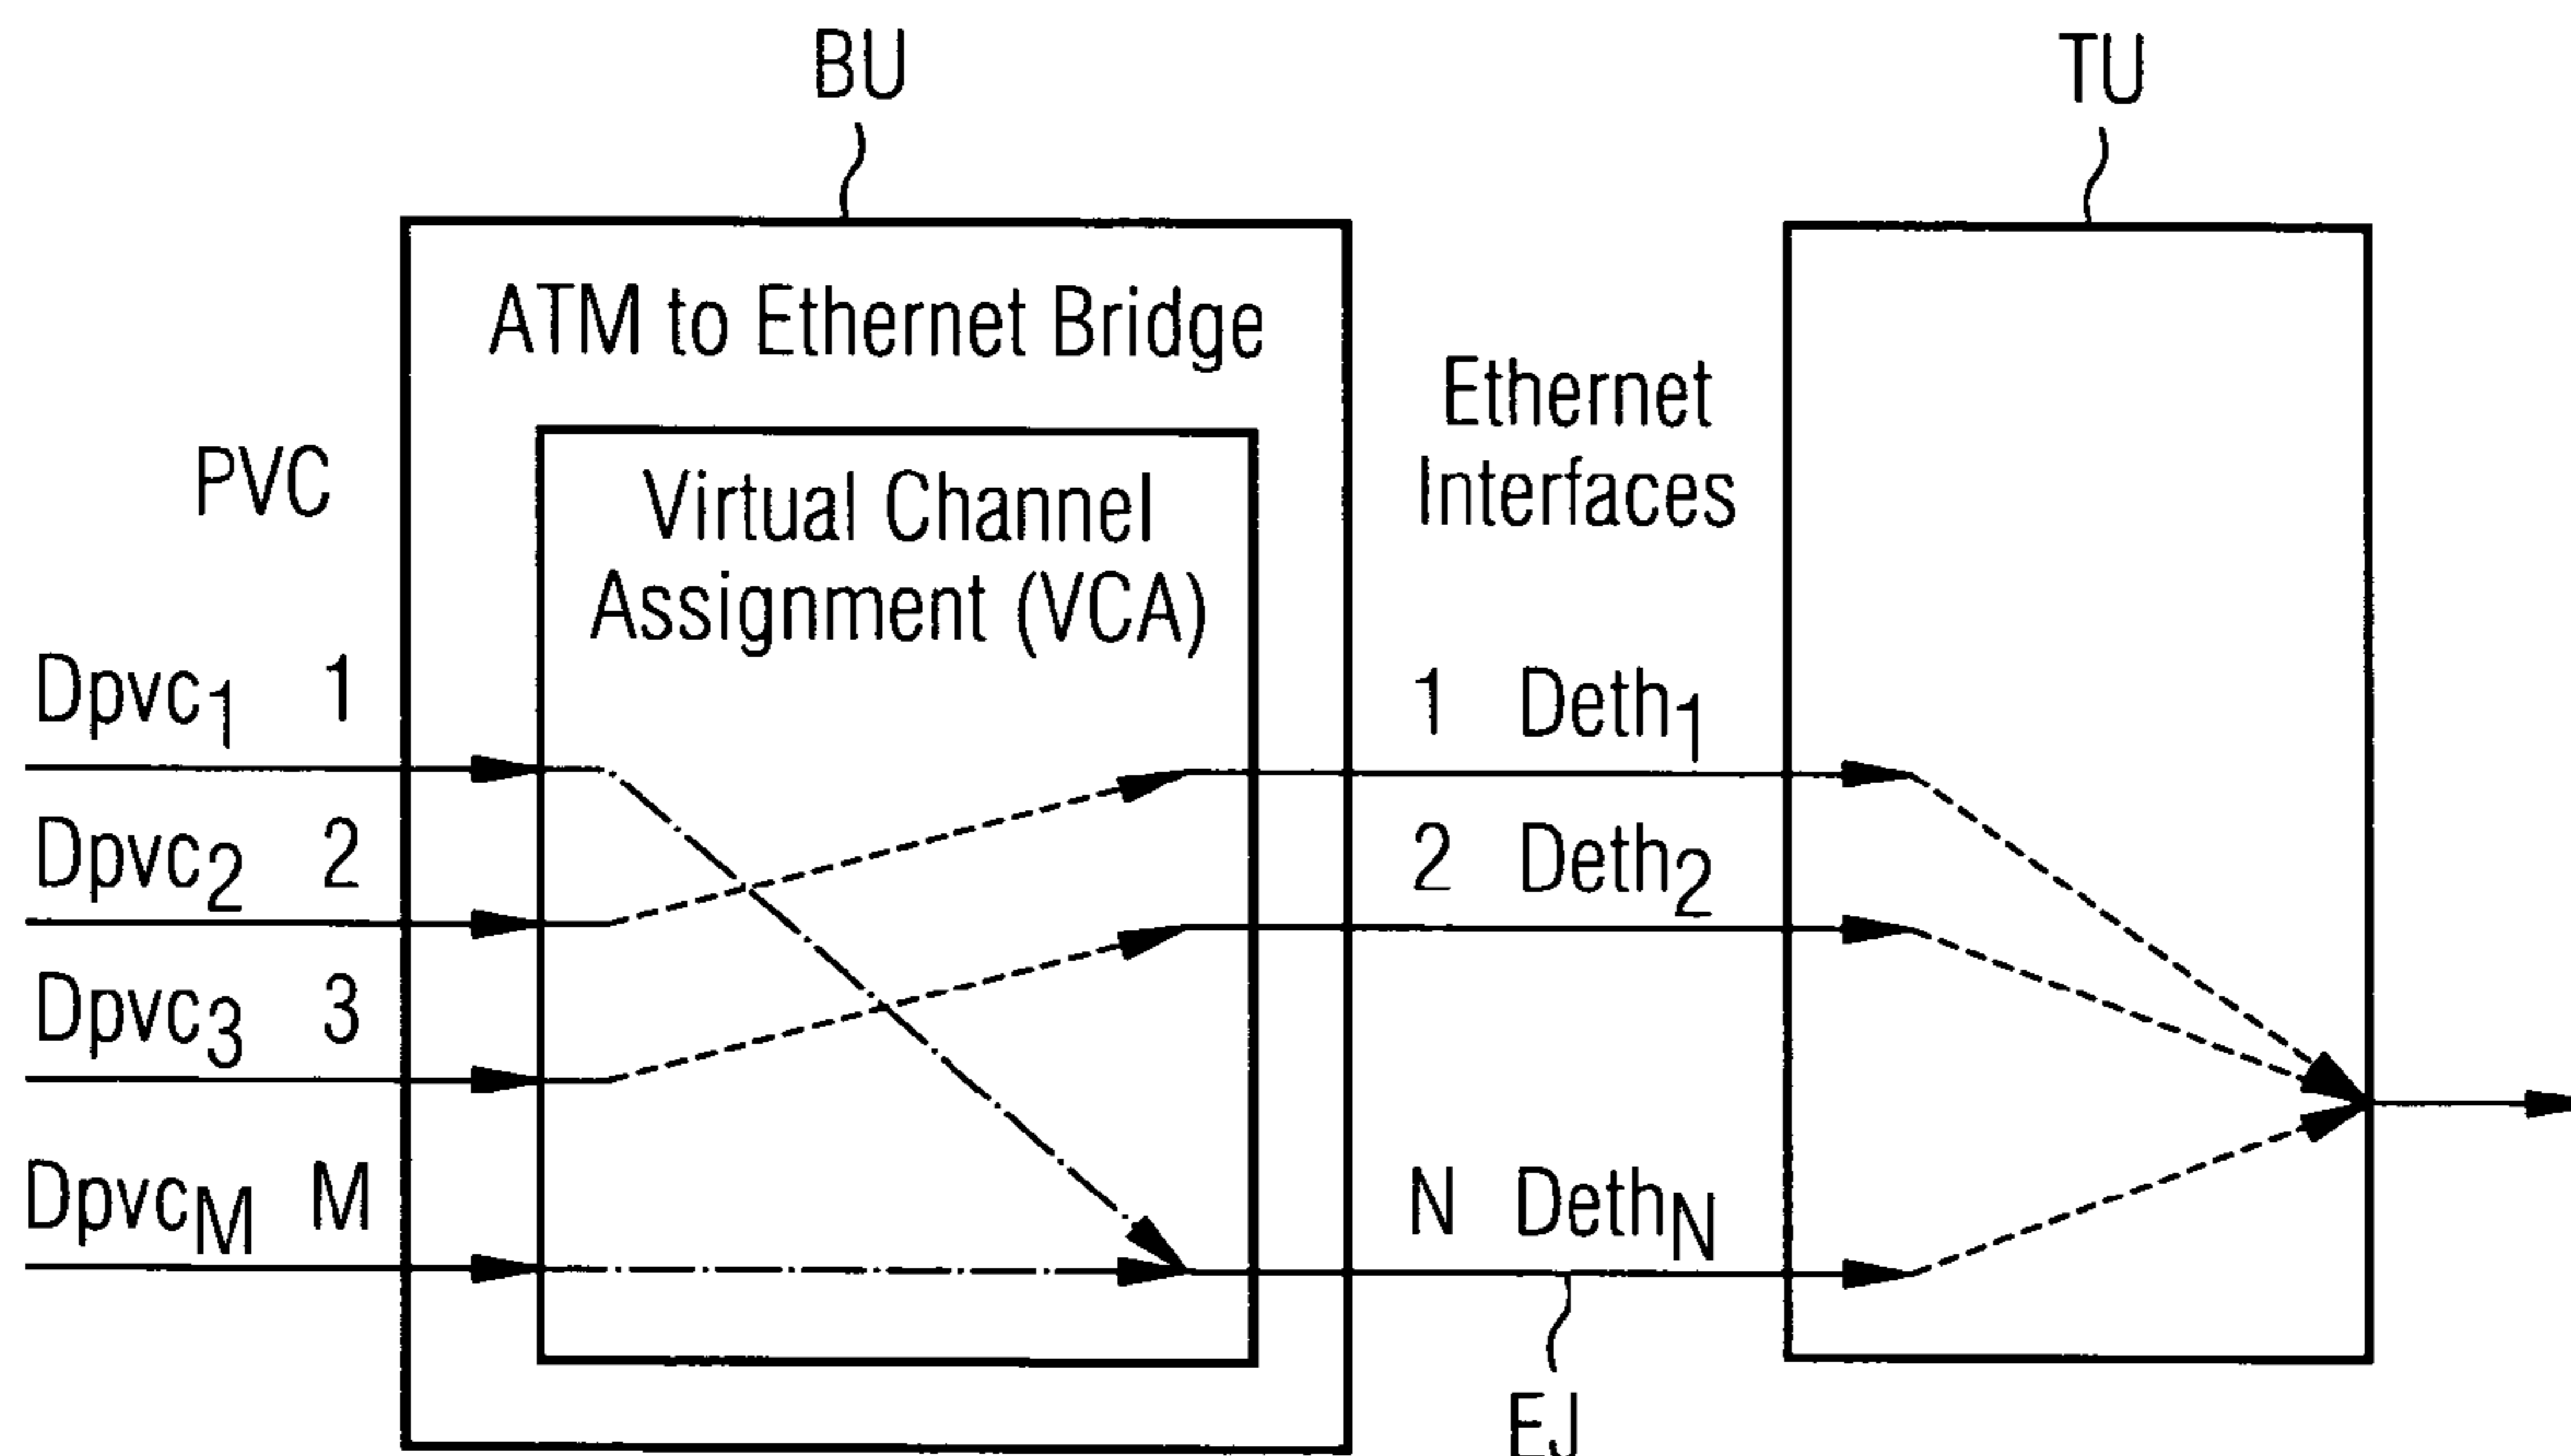 BU
TU
ATM to Ethernet Bridge
Ethernet
Interfaces
PVC
Virtual Channel
Assignment (VCA)
Dpvc1 1
1 Deth1
Dpvc2 2
2 Deth2
Dpvc3 3
DpvcM M
N DethN
EJ